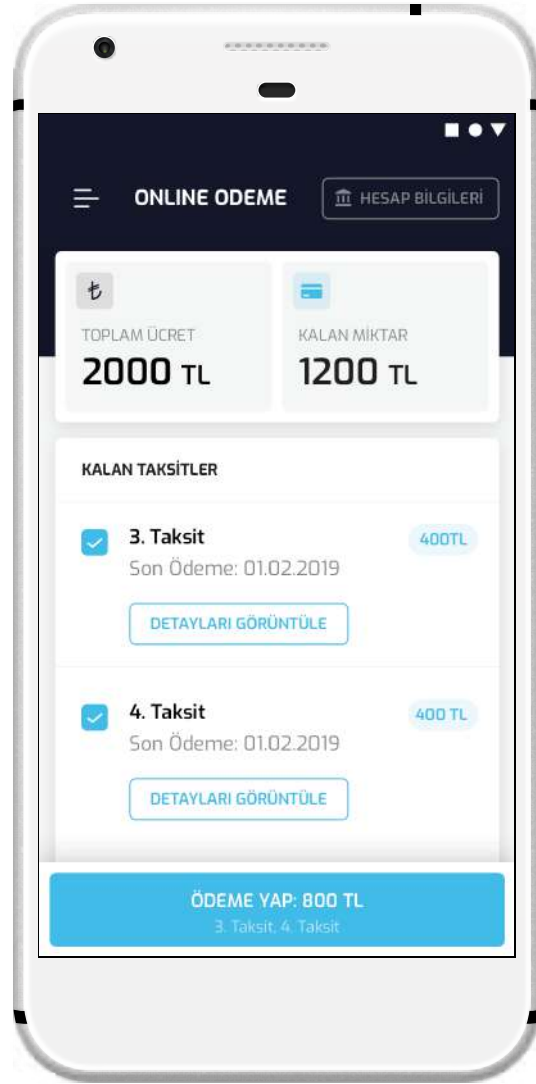 ONLINE ODEME
HESAP BİLGİLERİ
₺
TOPLAM ÜCRET
2000 TL
KALAN MİKTAR
1200 TL
KALAN TAKSİTLER
3. Taksit
400TL
Son Ödeme: 01.02.2019
DETAYLARI GÖRÜNTÜLE
4. Taksit
400 TL
Son Ödeme: 01.02.2019
DETAYLARI GÖRÜNTÜLE
ÖDEME YAP: 800 TL
3. Taksit, 4. Taksit